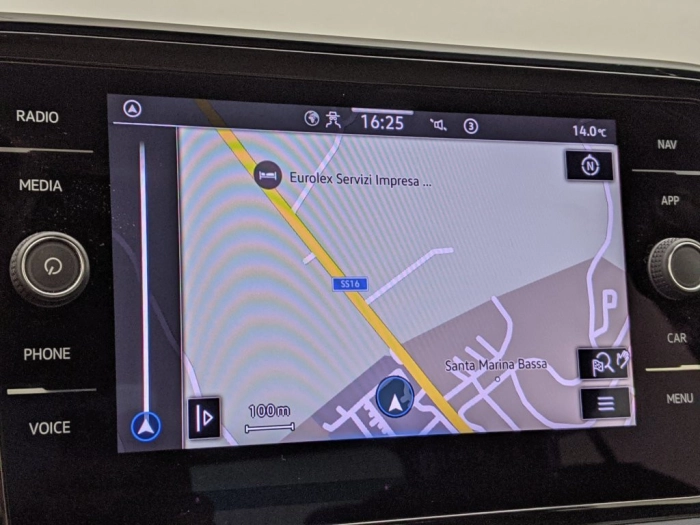 RADIO
MEDIA
PHONE
VOICE
16:25
3
14.0°C
N
Eurolex Servizi Impresa ...
SS16
Santa Marina Bassa
100m
P
NAV
APP
CAR
MENU